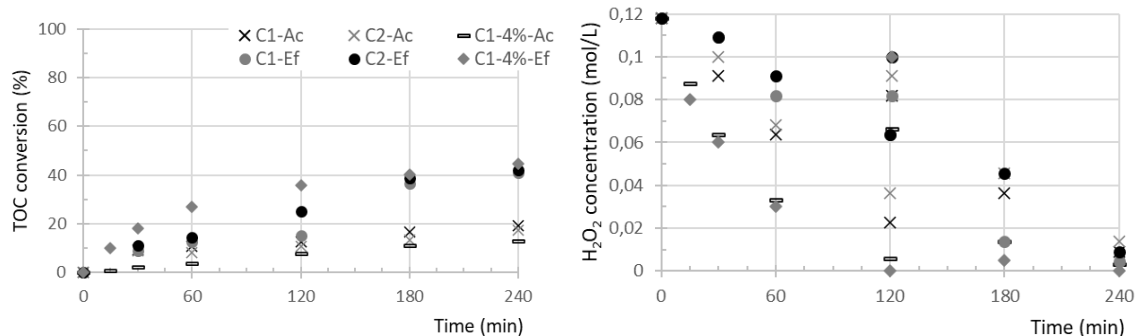 TOC conversion (%)
100
80
60
40
20
0
C1-Ac C2-Ac C1-4%-Ac
C1-Ef C2-Ef C1-4%-Ef
0 60 120 180 240
Time (min)
H₂O₂ concentration (mol/L)
0,12
0,1
0,08
0,06
0,04
0,02
0
0 60 120 180 240
Time (min)